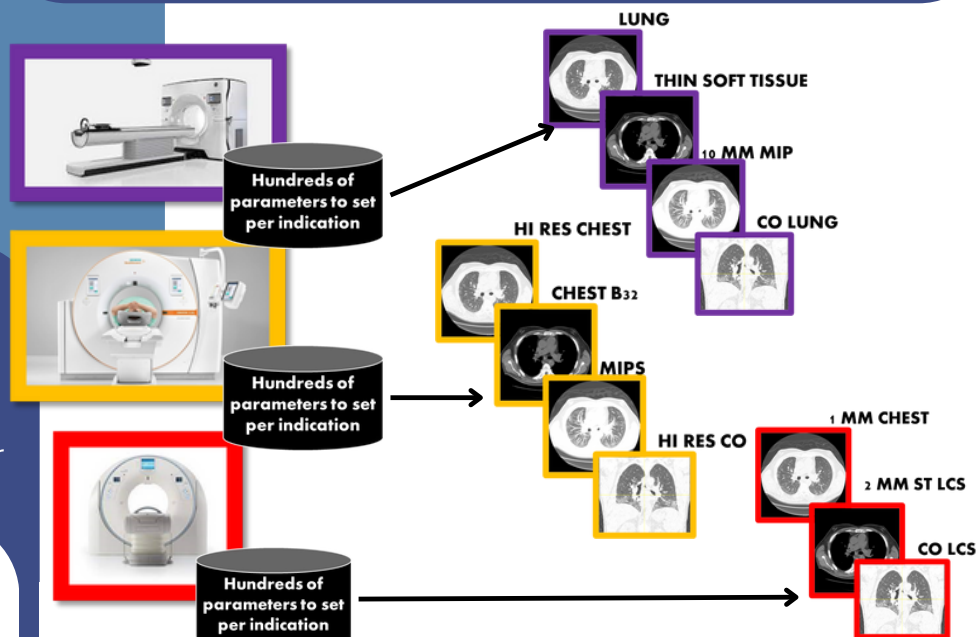 LUNG
THIN SOFT TISSUE
10 MM MIP
CO LUNG
Hundreds of
parameters to set
per indication
HI RES CHEST
CHEST B32
MIPS
HI RES CO
Hundreds of
parameters to set
per indication
1 MM CHEST
2 MM ST LCS
CO LCS
Hundreds of
parameters to set
per indication